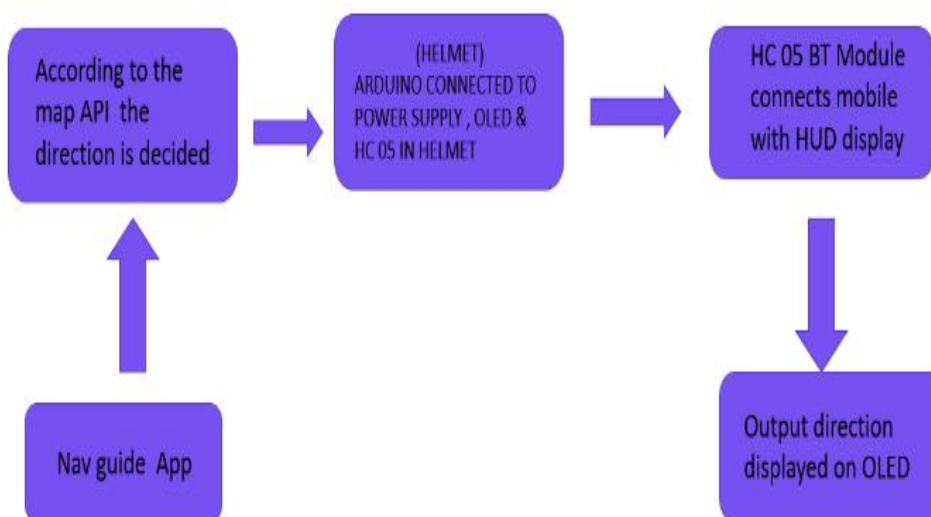 According to the
map API the
direction is decided
(HELMET)
ARDUINO CONNECTED TO
POWER SUPPLY , OLED &
HC 05 IN HELMET
HC 05 BT Module
connects mobile
with HUD display
Nav guide App
Output direction
displayed on OLED